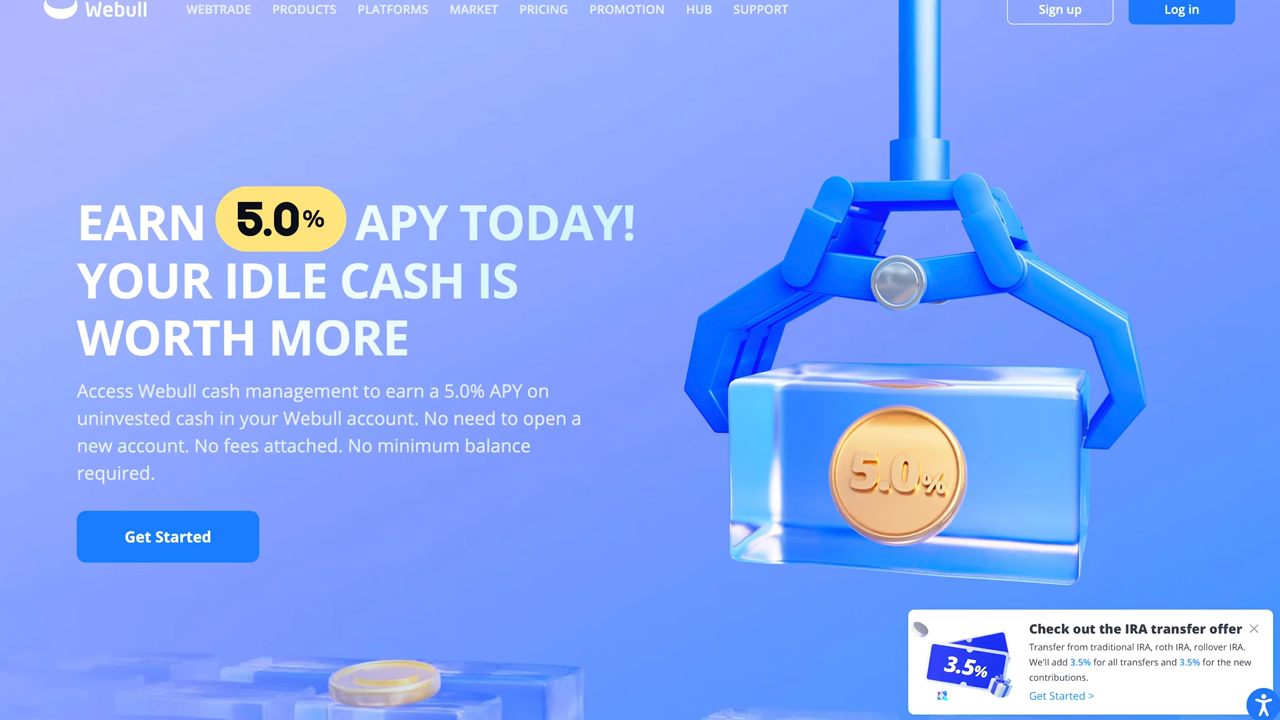 Webull WEBTRADE PRODUCTS PLATFORMS MARKET PRICING PROMOTION HUB SUPPORT Sign up Log in
EARN 5.0% APY TODAY!
YOUR IDLE CASH IS
WORTH MORE
Access Webull cash management to earn a 5.0% APY on
uninvested cash in your Webull account. No need to open a
new account. No fees attached. No minimum balance
required.
Get Started
5.0%
Check out the IRA transfer offer
Transfer from traditional IRA, roth IRA, rollover IRA.
We'll add 3.5% for all transfers and 3.5% for the new
contributions.
Get Started >
3.5%